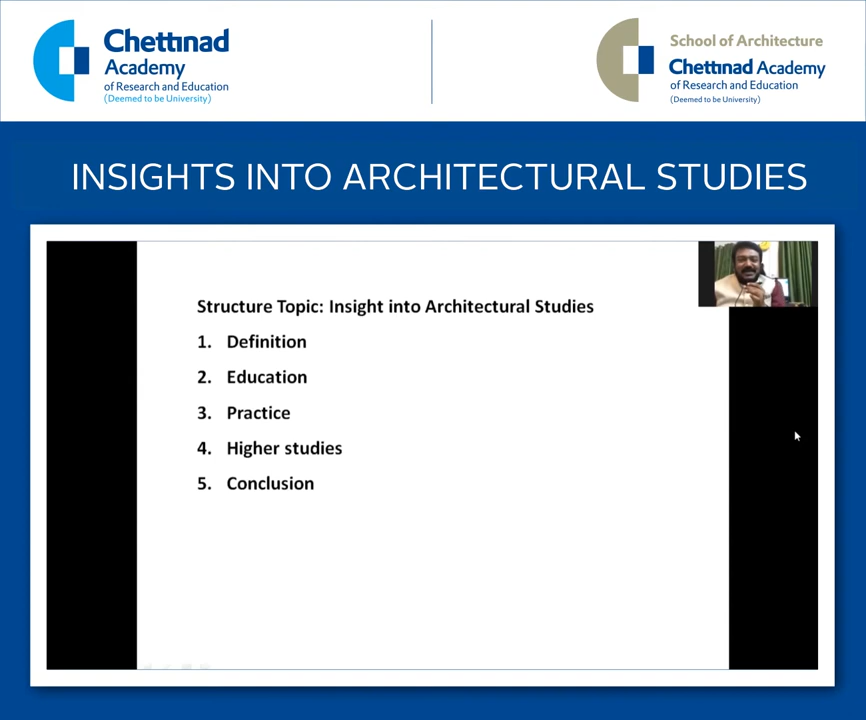 Chettinad
Academy
of Research and Education
(Deemed to be University)
School of Architecture
Chettinad Academy
of Research and Education
(Deemed to be University)
INSIGHTS INTO ARCHITECTURAL STUDIES
Structure Topic: Insight into Architectural Studies
1. Definition
2. Education
3. Practice
4. Higher studies
5. Conclusion